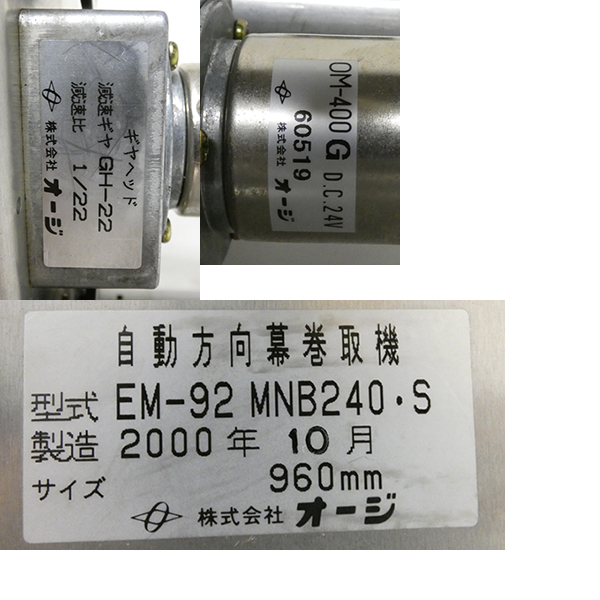 ギヤヘッド
減速ギヤ GH-22
減速比 1/22
株式会社 オージ
OM-400 G D.C.24V
60519
株式会社 オージ
自動方向幕巻取機
型式 EM-92 MNB240・S
製造 2000 年 10 月
サイズ 960mm
株式会社 オージ